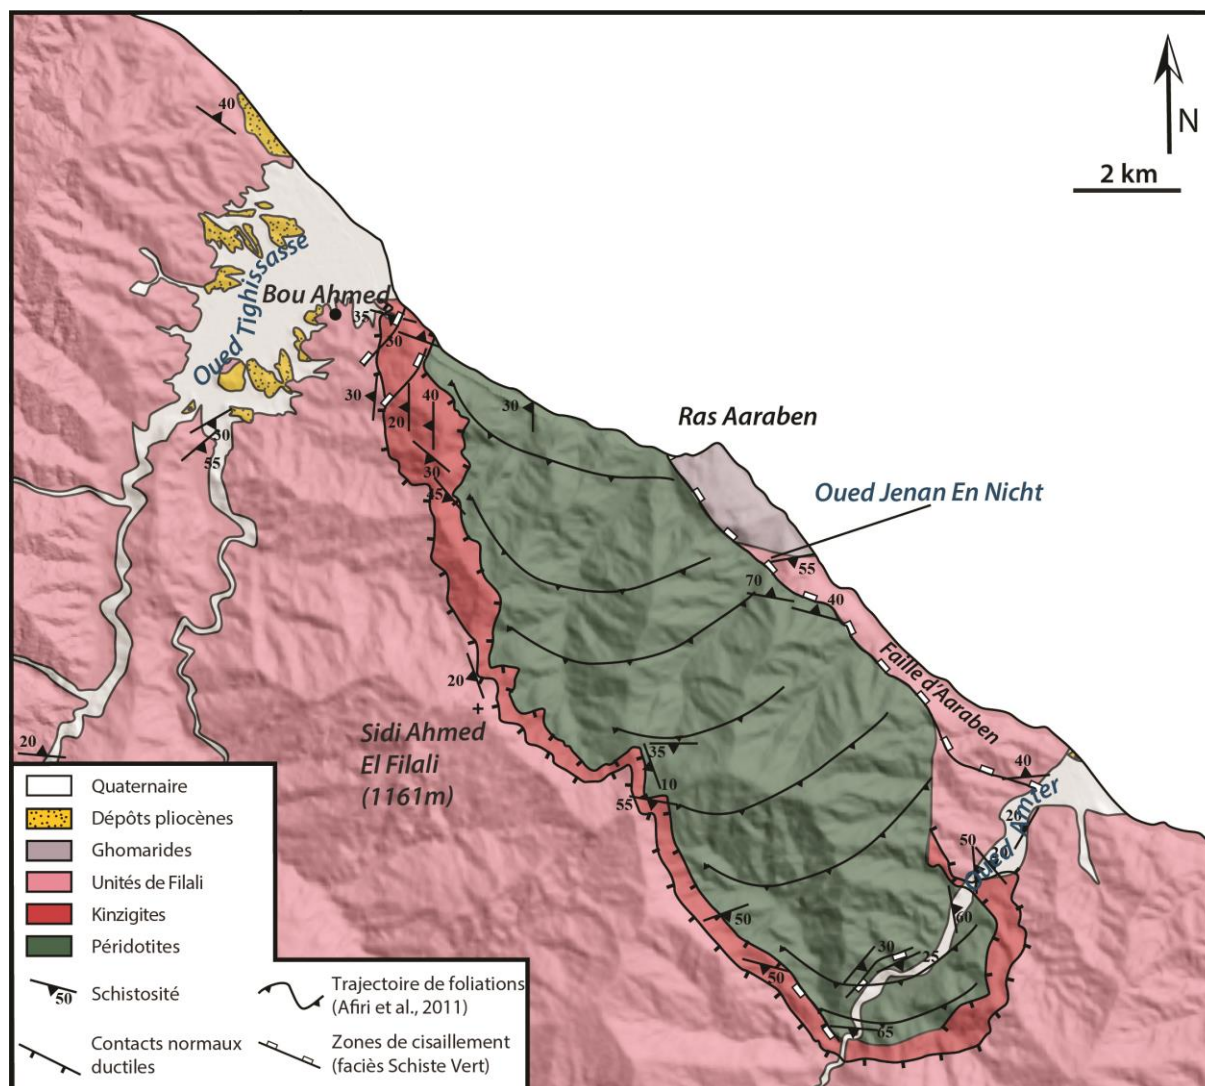 40
N
2 km
Oued Tighissasse
Bou Ahmed
35
30
30
40
20
30
Ras Aaraben
30
55
45
Oued Jenan En Nicht
55
70
40
20
Faille d'Aaraben
Sidi Ahmed
El Filali
(1161m)
20
35
10
55
40
20
50
Oued Amter
50
60
30
25
50
65
Quaternaire
Dépôts pliocènes
Ghomarides
Unités de Filali
Kinzigites
Péridotites
50
Schistosité
Trajectoire de foliations
(Afiri et al., 2011)
Contacts normaux
ductiles
Zones de cisaillement
(faciès Schiste Vert)